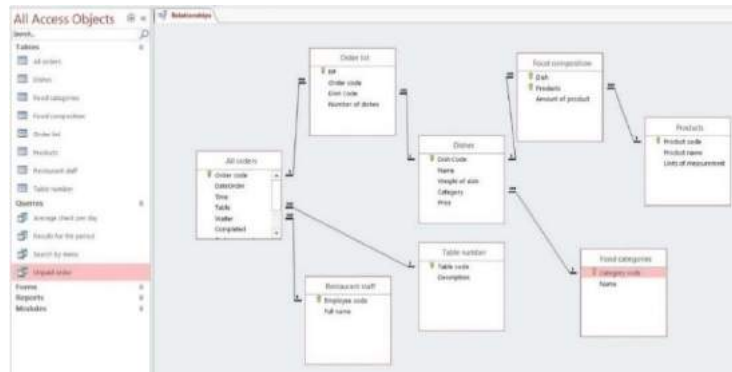 All Access Objects
Search..
Tables
All orders
Dishes
Food categories
Food composition
Order list
Products
Restaurant staff
Table number
Queries
Average check per day
Results for the period
Search by items
Unpaid order
Forms
Reports
Modules
Relationships
Order list
Order code
Dish Code
Number of dishes
All orders
Order code
DateOrder
Time
Table
Waiter
Completed
Dishes
Dish Code
Name
Weight of dish
Category
Price
Food composition
Dish
Products
Amount of product
Products
Product code
Product name
Units of measurement
Table number
Table code
Description
Restaurant staff
Employee code
Full name
Food categories
Category code
Name